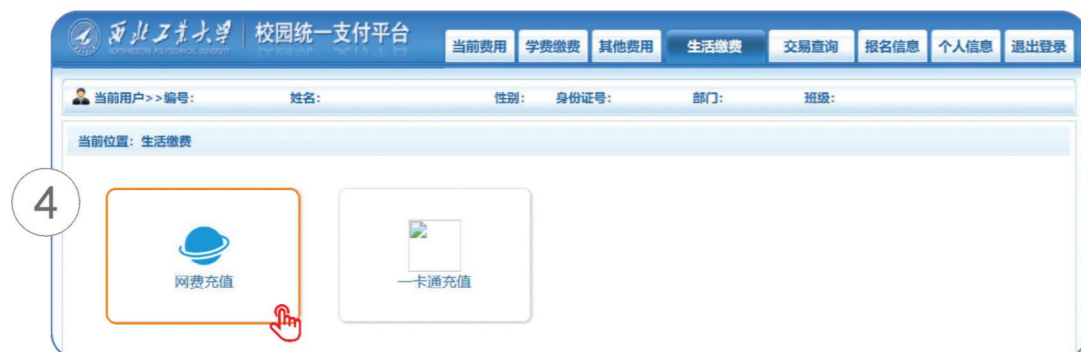 西北工业大学 校园统一支付平台
NORTHWESTERN POLYTECHNICAL UNIVERSITY
当前费用 学费缴费 其他费用 生活缴费 交易查询 报名信息 个人信息 退出登录
当前用户>>编号: 姓名: 性别: 身份证号: 部门: 班级:
当前位置: 生活缴费
4
网费充值 一卡通充值